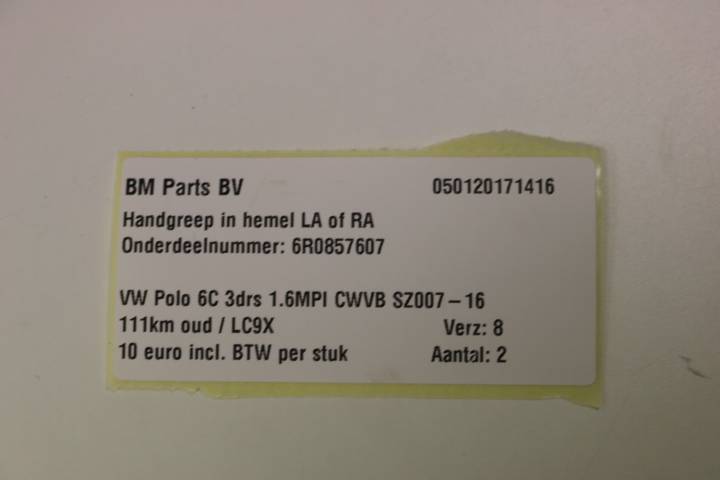 BM Parts BV 050120171416
Handgreep in hemel LA of RA
Onderdeelnummer: 6R0857607
VW Polo 6C 3drs 1.6MPI CWVB SZ007 – 16
111km oud / LC9X Verz: 8
10 euro incl. BTW per stuk Aantal: 2